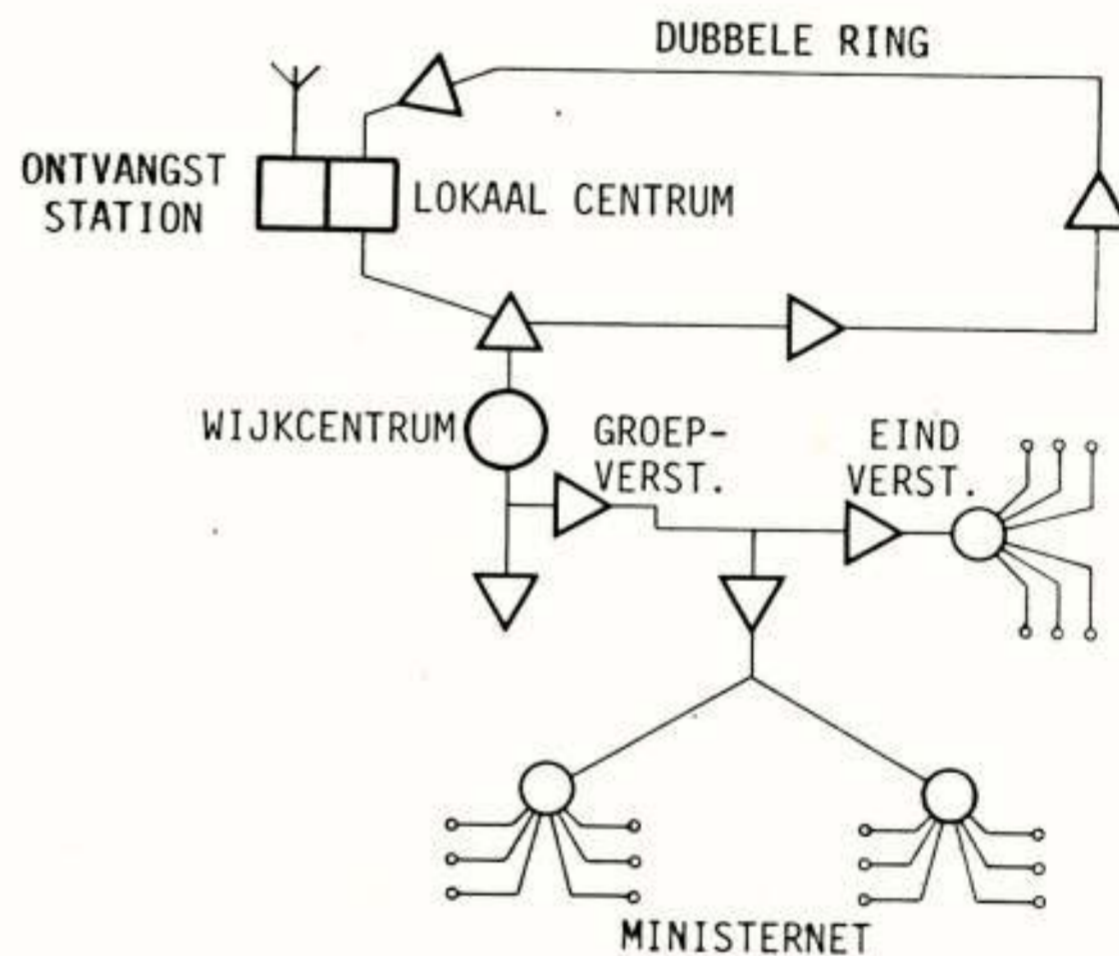 DUBBELE RING
ONTVANGST
STATION
LOKAAL CENTRUM
WIJKCENTRUM
GROEP-
VERST.
EIND
VERST.
MINISTERNET